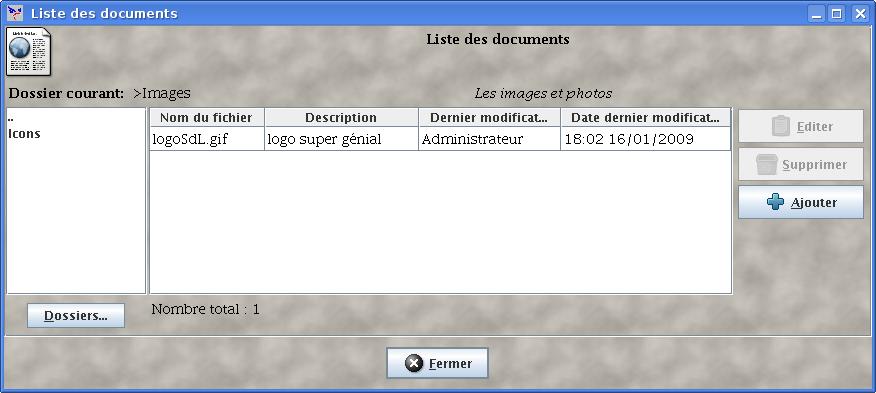 Liste des documents
Liste des documents
Dossier courant: >Images Les images et photos
..
Icons
Nom du fichier Description Dernier modificat... Date dernier modificat...
logoSdL.gif logo super génial Administrateur 18:02 16/01/2009
Editer
Supprimer
Ajouter
Dossiers...
Nombre total : 1
Fermer